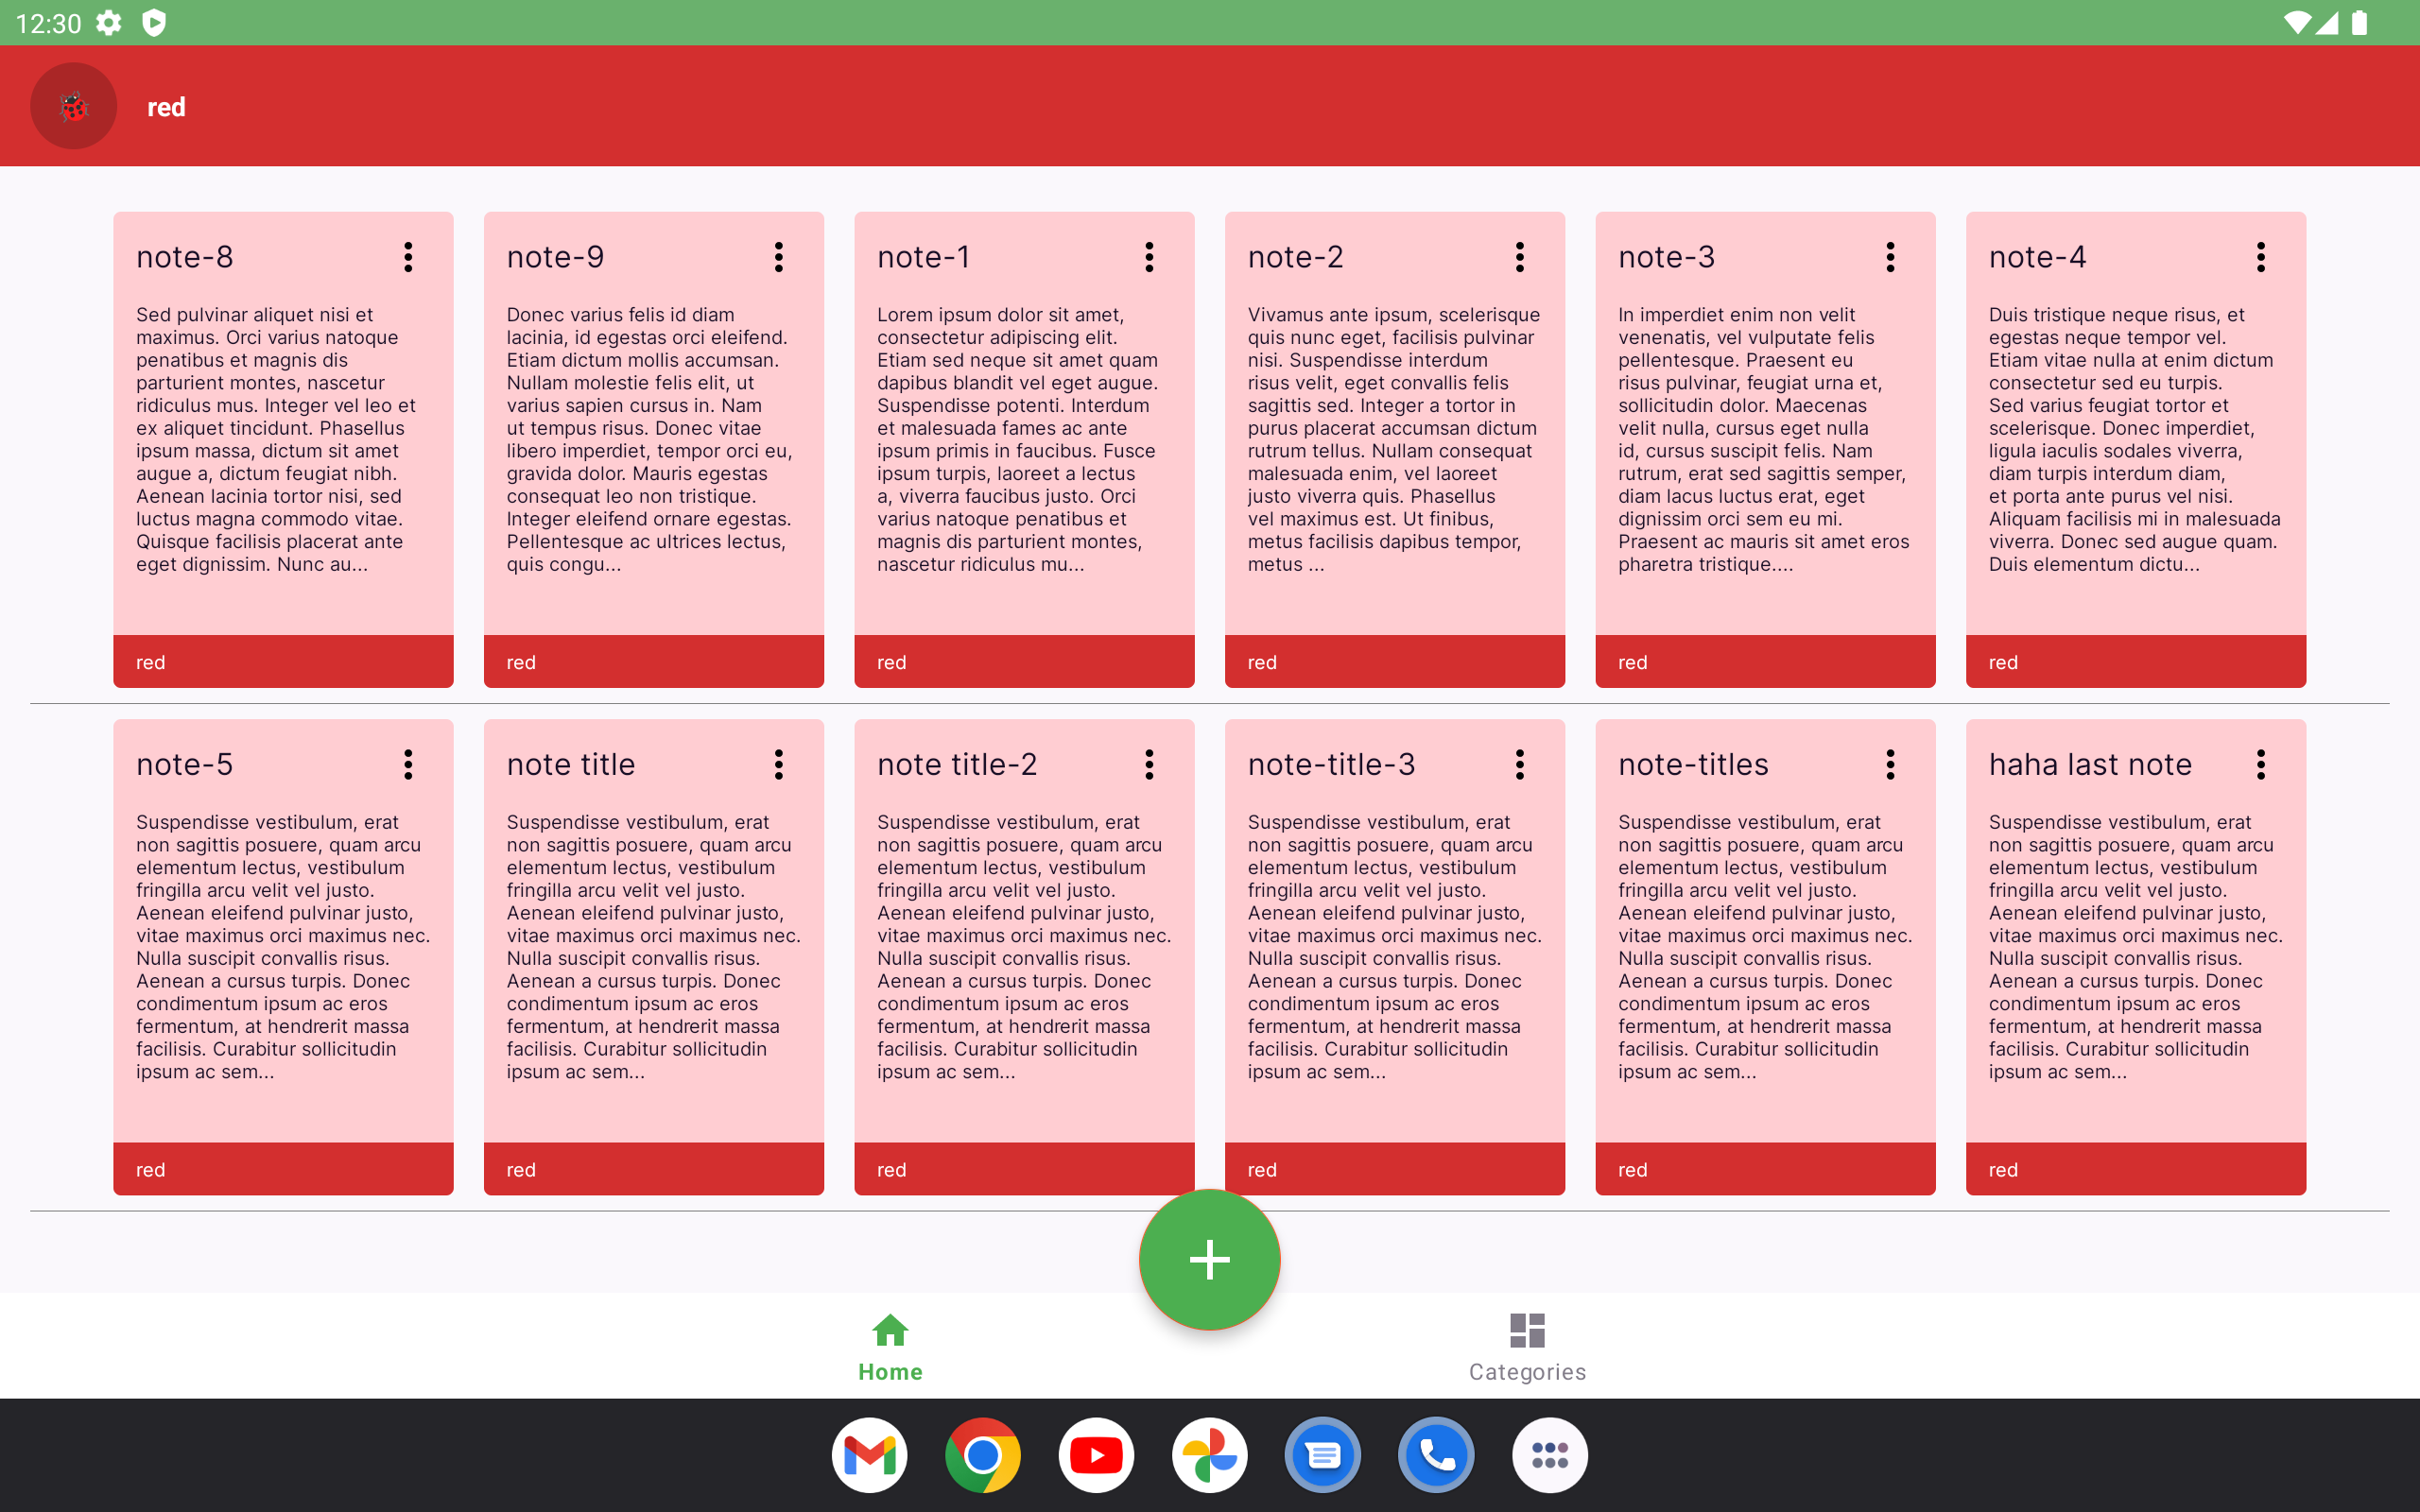 12:30
red
note-8
Sed pulvinar aliquet nisi et
maximus. Orci varius natoque
penatibus et magnis dis
parturient montes, nascetur
ridiculus mus. Integer vel leo et
ex aliquet tincidunt. Phasellus
ipsum massa, dictum sit amet
augue a, dictum feugiat nibh.
Aenean lacinia tortor nisi, sed
luctus magna commodo vitae.
Quisque facilisis placerat ante
eget dignissim. Nunc au...
red
note-9
Donec varius felis id diam
lacinia, id egestas orci eleifend.
Etiam dictum mollis accumsan.
Nullam molestie felis elit, ut
varius sapien cursus in. Nam
ut tempus risus. Donec vitae
libero imperdiet, tempor orci eu,
gravida dolor. Mauris egestas
consequat leo non tristique.
Integer eleifend ornare egestas.
Pellentesque ac ultrices lectus,
quis congu...
red
note-1
Lorem ipsum dolor sit amet,
consectetur adipiscing elit.
Etiam sed neque sit amet quam
dapibus blandit vel eget augue.
Suspendisse potenti. Interdum
et malesuada fames ac ante
ipsum primis in faucibus. Fusce
ipsum turpis, laoreet a lectus
a, viverra faucibus justo. Orci
varius natoque penatibus et
magnis dis parturient montes,
nascetur ridiculus mu...
red
note-2
Vivamus ante ipsum, scelerisque
quis nunc eget, facilisis pulvinar
nisi. Suspendisse interdum
risus velit, eget convallis felis
sagittis sed. Integer a tortor in
purus placerat accumsan dictum
rutrum tellus. Nullam consequat
malesuada enim, vel laoreet
justo viverra quis. Phasellus
vel maximus est. Ut finibus,
metus facilisis dapibus tempor,
metus ...
red
note-3
In imperdiet enim non velit
venenatis, vel vulputate felis
pellentesque. Praesent eu
risus pulvinar, feugiat urna et,
sollicitudin dolor. Maecenas
velit nulla, cursus eget nulla
id, cursus suscipit felis. Nam
rutrum, erat sed sagittis semper,
diam lacus luctus erat, eget
dignissim orci sem eu mi.
Praesent ac mauris sit amet eros
pharetra tristique....
red
note-4
Duis tristique neque risus, et
egestas neque tempor vel.
Etiam vitae nulla at enim dictum
consectetur sed eu turpis.
Sed varius feugiat tortor et
scelerisque. Donec imperdiet,
ligula iaculis sodales viverra,
diam turpis interdum diam,
et porta ante purus vel nisi.
Aliquam facilisis mi in malesuada
viverra. Donec sed augue quam.
Duis elementum dictu...
red
note-5
Suspendisse vestibulum, erat
non sagittis posuere, quam arcu
elementum lectus, vestibulum
fringilla arcu velit vel justo.
Aenean eleifend pulvinar justo,
vitae maximus orci maximus nec.
Nulla suscipit convallis risus.
Aenean a cursus turpis. Donec
condimentum ipsum ac eros
fermentum, at hendrerit massa
facilisis. Curabitur sollicitudin
ipsum ac sem...
red
note title
Suspendisse vestibulum, erat
non sagittis posuere, quam arcu
elementum lectus, vestibulum
fringilla arcu velit vel justo.
Aenean eleifend pulvinar justo,
vitae maximus orci maximus nec.
Nulla suscipit convallis risus.
Aenean a cursus turpis. Donec
condimentum ipsum ac eros
fermentum, at hendrerit massa
facilisis. Curabitur sollicitudin
ipsum ac sem...
red
note title-2
Suspendisse vestibulum, erat
non sagittis posuere, quam arcu
elementum lectus, vestibulum
fringilla arcu velit vel justo.
Aenean eleifend pulvinar justo,
vitae maximus orci maximus nec.
Nulla suscipit convallis risus.
Aenean a cursus turpis. Donec
condimentum ipsum ac eros
fermentum, at hendrerit massa
facilisis. Curabitur sollicitudin
ipsum ac sem...
red
note-title-3
Suspendisse vestibulum, erat
non sagittis posuere, quam arcu
elementum lectus, vestibulum
fringilla arcu velit vel justo.
Aenean eleifend pulvinar justo,
vitae maximus orci maximus nec.
Nulla suscipit convallis risus.
Aenean a cursus turpis. Donec
condimentum ipsum ac eros
fermentum, at hendrerit massa
facilisis. Curabitur sollicitudin
ipsum ac sem...
red
note-titles
Suspendisse vestibulum, erat
non sagittis posuere, quam arcu
elementum lectus, vestibulum
fringilla arcu velit vel justo.
Aenean eleifend pulvinar justo,
vitae maximus orci maximus nec.
Nulla suscipit convallis risus.
Aenean a cursus turpis. Donec
condimentum ipsum ac eros
fermentum, at hendrerit massa
facilisis. Curabitur sollicitudin
ipsum ac sem...
red
haha last note
Suspendisse vestibulum, erat
non sagittis posuere, quam arcu
elementum lectus, vestibulum
fringilla arcu velit vel justo.
Aenean eleifend pulvinar justo,
vitae maximus orci maximus nec.
Nulla suscipit convallis risus.
Aenean a cursus turpis. Donec
condimentum ipsum ac eros
fermentum, at hendrerit massa
facilisis. Curabitur sollicitudin
ipsum ac sem...
red
Home
Categories